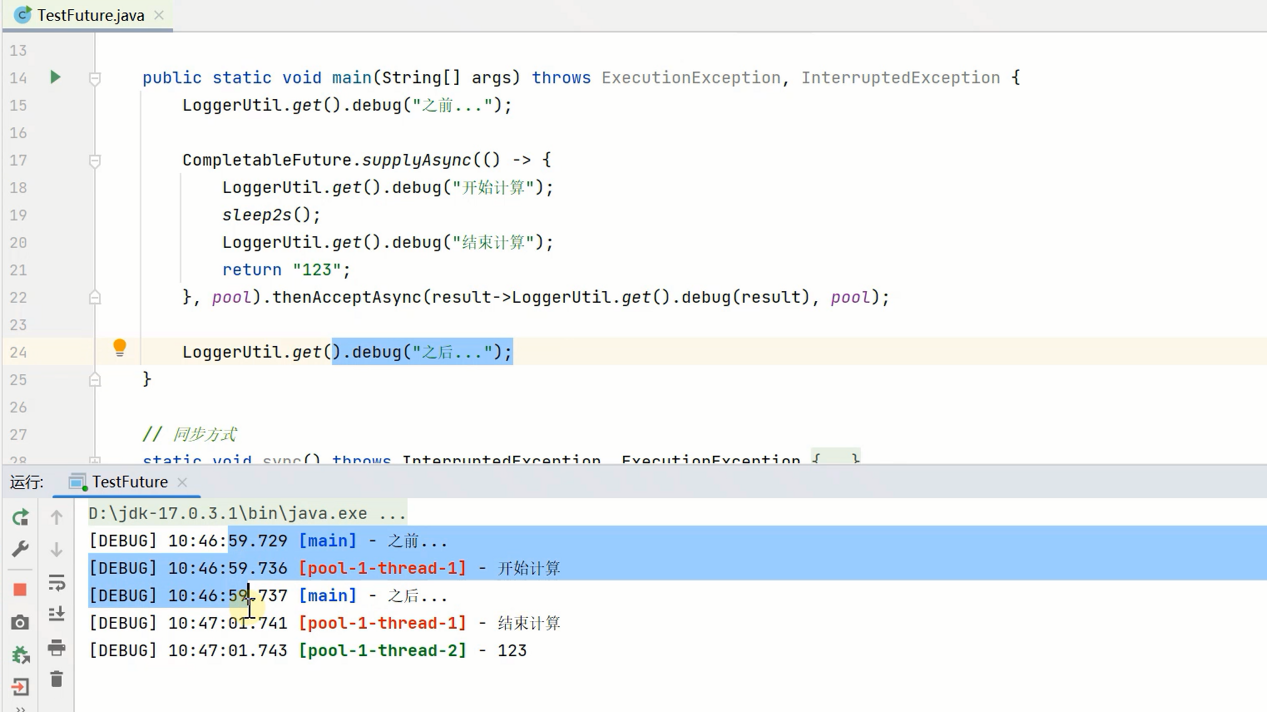 TestFuture.java
13
14 public static void main(String[] args) throws ExecutionException, InterruptedException {
15 LoggerUtil.get().debug("之前...");
16
17 CompletableFuture.supplyAsync(() -> {
18 LoggerUtil.get().debug("开始计算");
19 sleep2s();
20 LoggerUtil.get().debug("结束计算");
21 return "123";
22 }, pool).thenAcceptAsync(result->LoggerUtil.get().debug(result), pool);
23
24 LoggerUtil.get().debug("之后...");
25 }
26
27 // 同步方式
28 static void sync() throws InterruptedException, ExecutionException {...}
运行: TestFuture
D:\jdk-17.0.3.1\bin\java.exe ...
[DEBUG] 10:46:59.729 [main] - 之前...
[DEBUG] 10:46:59.736 [pool-1-thread-1] - 开始计算
[DEBUG] 10:46:59.737 [main] - 之后...
[DEBUG] 10:47:01.741 [pool-1-thread-1] - 结束计算
[DEBUG] 10:47:01.743 [pool-1-thread-2] - 123